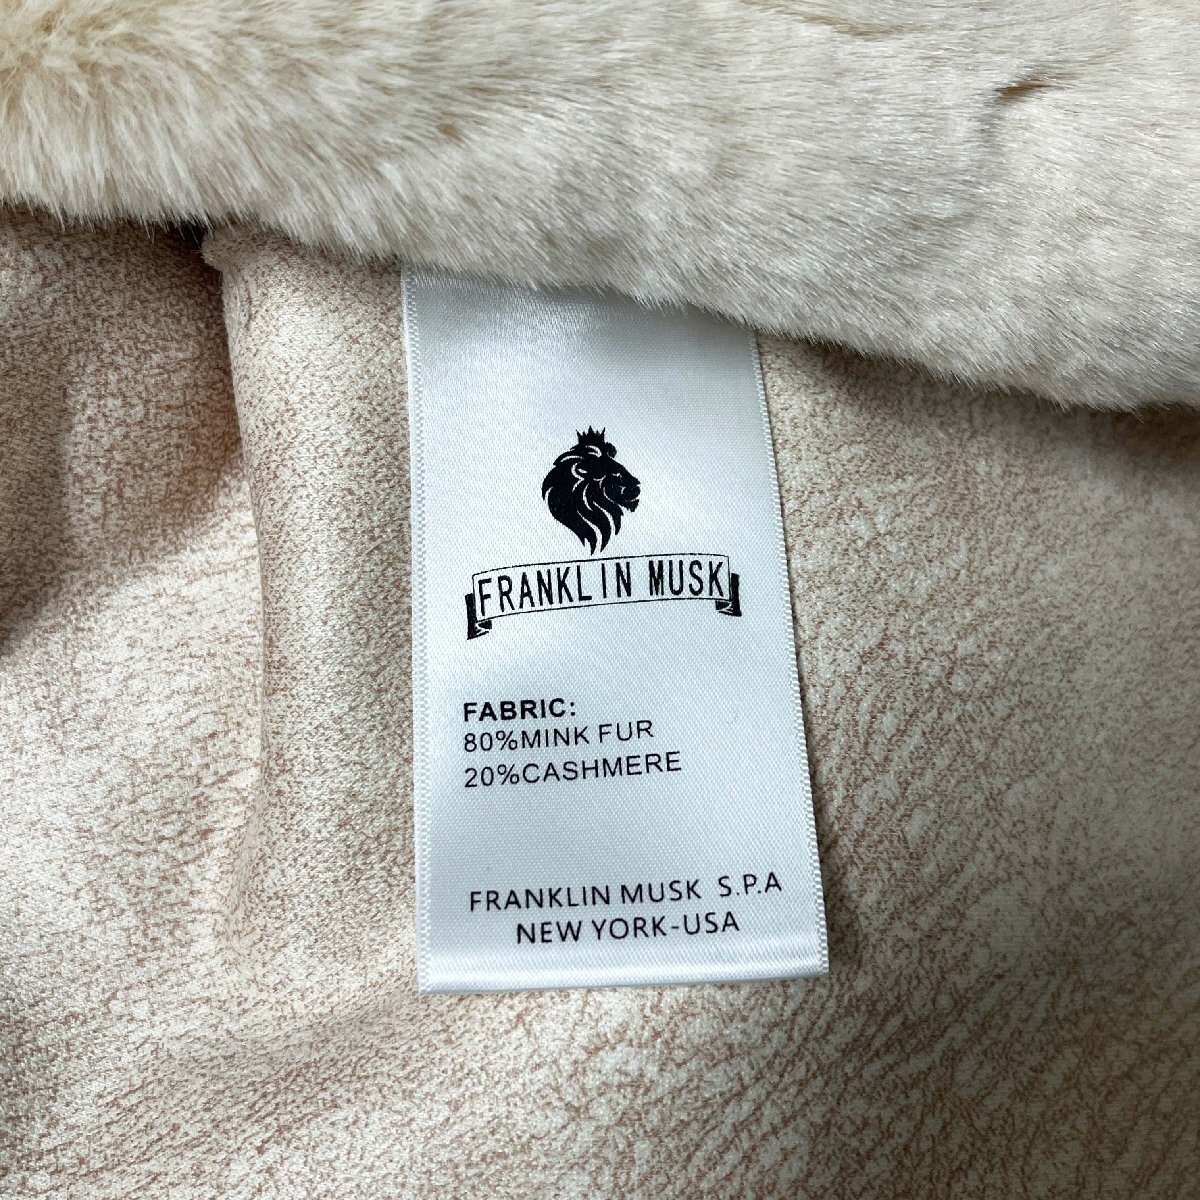 FRANKLIN MUSK
FABRIC:
80%MINK FUR
20%CASHMERE
FRANKLIN MUSK S.P.A
NEW YORK-USA